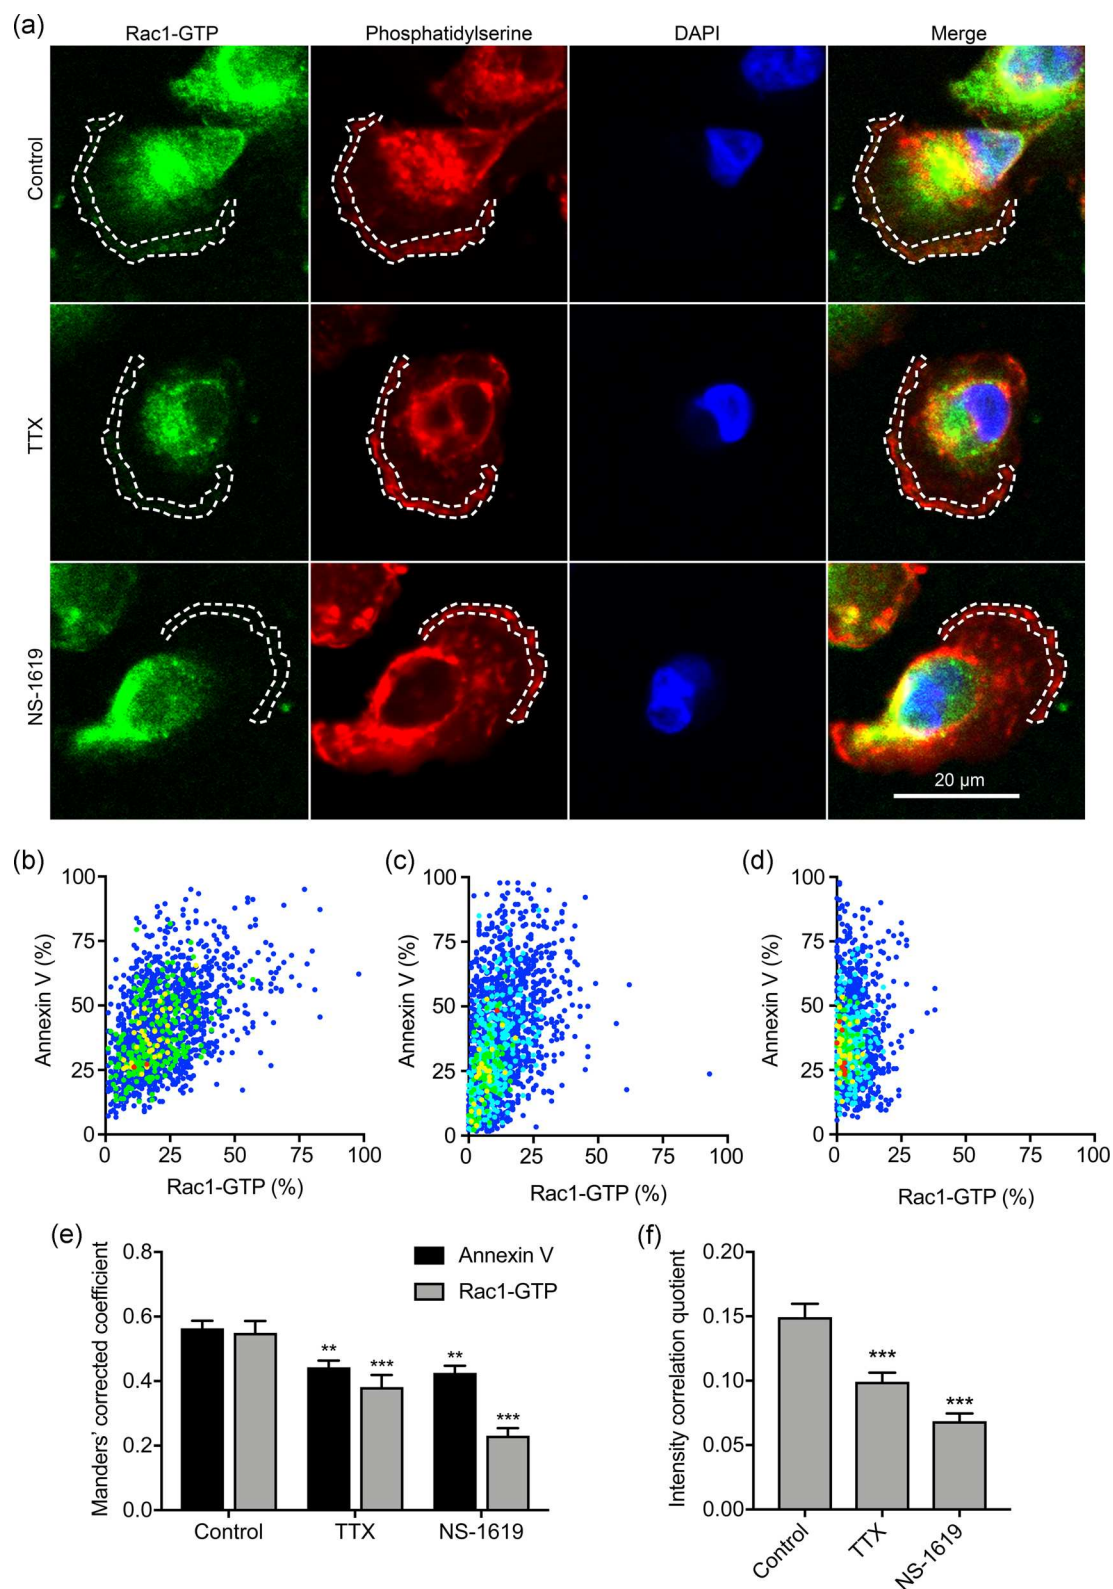 (a)
Rac1-GTP Phosphatidylserine DAPI Merge
Control
TTX
NS-1619
20 µm
(b) (c) (d)
100 100 100
75 75 75
50 50 50
25 25 25
0 0 0
Annexin V (%) Annexin V (%) Annexin V (%)
0 25 50 75 100 0 25 50 75 100 0 25 50 75 100
Rac1-GTP (%) Rac1-GTP (%) Rac1-GTP (%)
(e)
Manders' corrected coefficient
0.8
0.6
0.4
0.2
0.0
Annexin V
Rac1-GTP
** *** ** ***
Control TTX NS-1619
(f)
Intensity correlation quotient
0.20
0.15
0.10
0.05
0.00
*** ***
Control TTX NS-1619